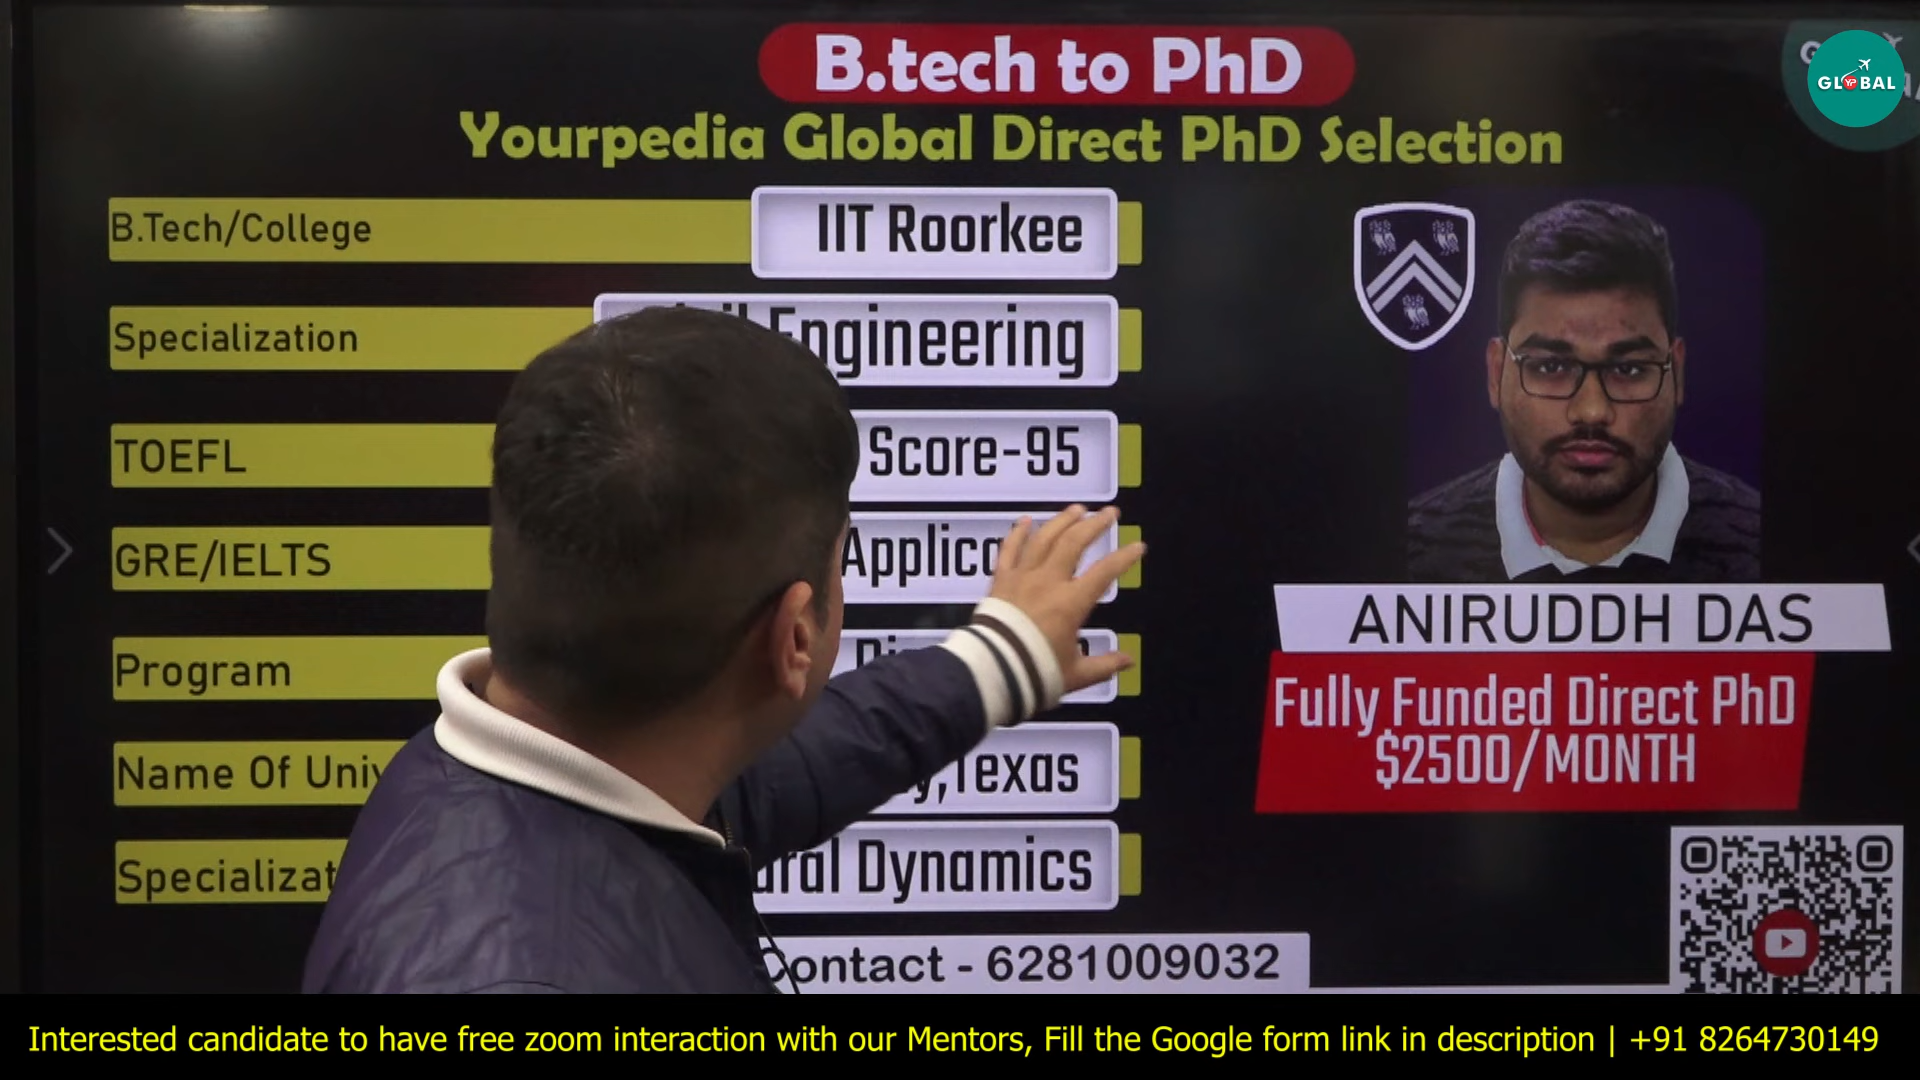 B.tech to PhD
GLOBAL
Yourpedia Global Direct PhD Selection
B.Tech/College IIT Roorkee
Specialization Engineering
TOEFL Score-95
GRE/IELTS
Program
Name Of
Texas
Dynamics
ANIRUDDH DAS
Fully Funded Direct PhD
$2500/MONTH
Contact - 6281009032
Interested candidate to have free zoom interaction with our Mentors, Fill the Google form link in description | +91 8264730149